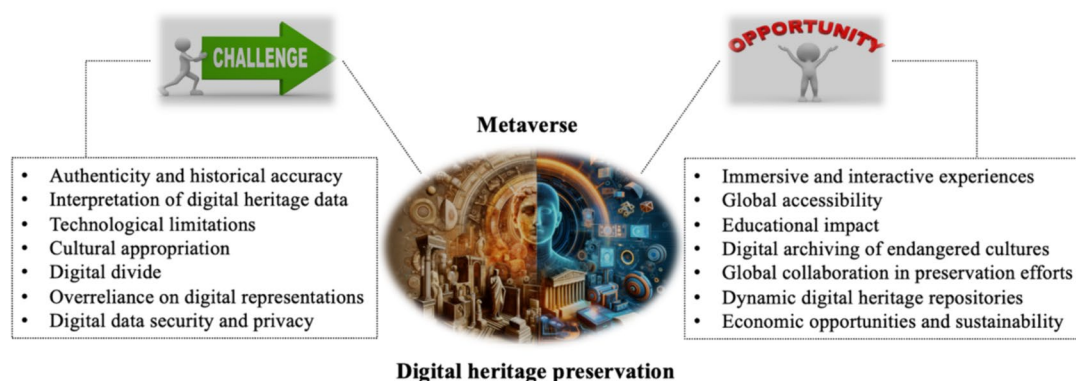 CHALLENGE
OPPORTUNITY
Metaverse
• Authenticity and historical accuracy
• Interpretation of digital heritage data
• Technological limitations
• Cultural appropriation
• Digital divide
• Overreliance on digital representations
• Digital data security and privacy
• Immersive and interactive experiences
• Global accessibility
• Educational impact
• Digital archiving of endangered cultures
• Global collaboration in preservation efforts
• Dynamic digital heritage repositories
• Economic opportunities and sustainability
Digital heritage preservation